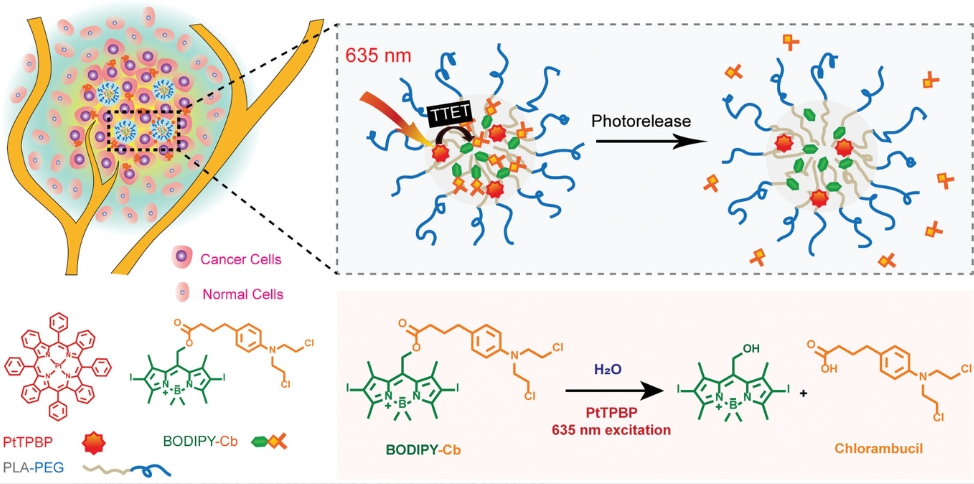 635 nm
TTET
Photorelease
Cancer Cells
Normal Cells
O
O
N
Cl
Cl
N
N
N
N
Pt
I
I
N
+
B
-
N
PtTPBP
BODIPY-Cb
PLA-PEG
O
O
N
Cl
Cl
I
I
N
+
B
-
N
BODIPY-Cb
H₂O
PtTPBP
635 nm excitation
OH
I
I
N
+
B
-
N
+
O
OH
N
Cl
Cl
Chlorambucil